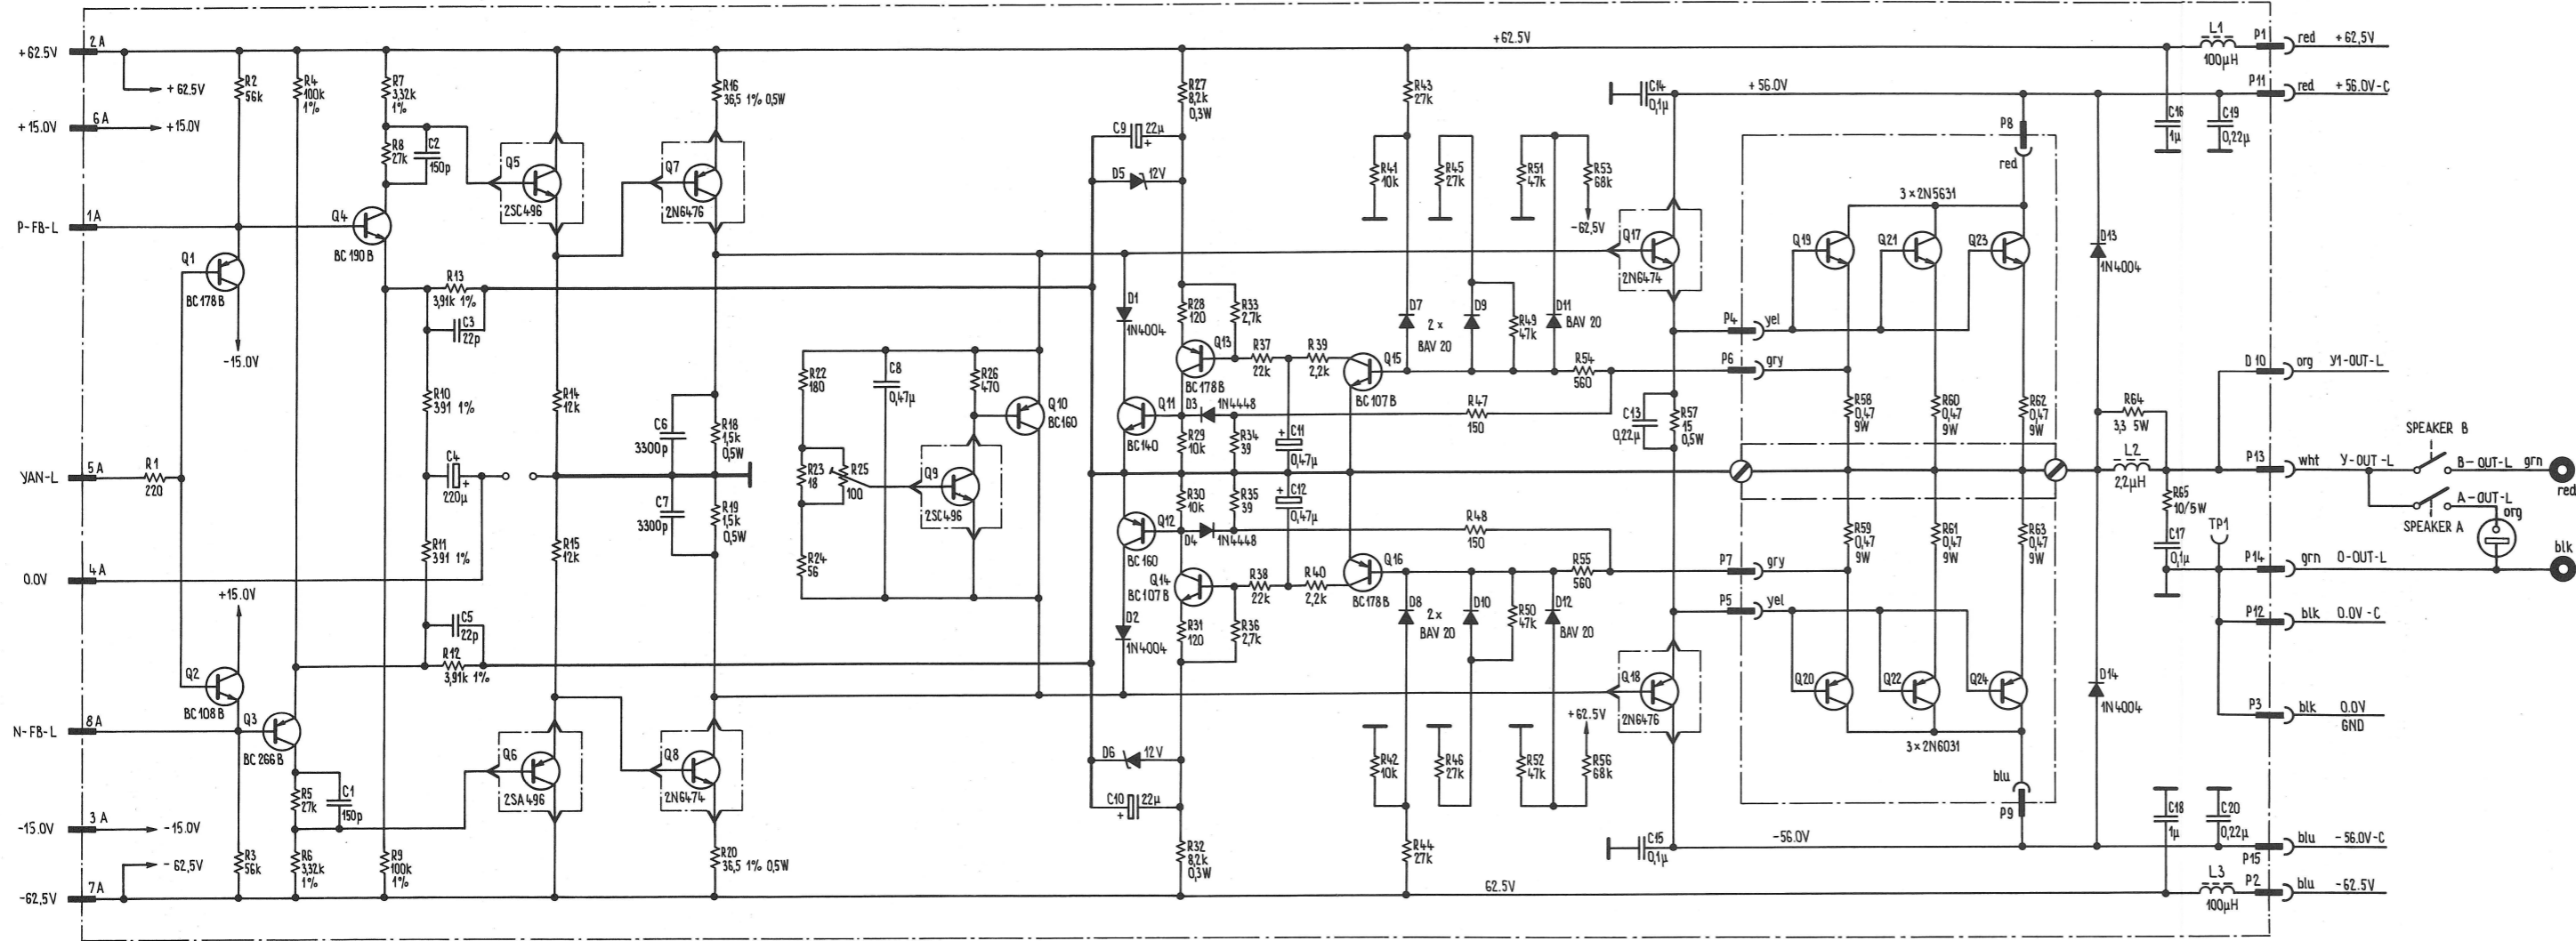 +62.5V
2A
+62.5V
+15.0V
6A
+15.0V
P-FB-L
1A
Q1
BC178B
-15.0V
R2
56k
R4
100k
1%
R7
3,32k
1%
R8
27k
C2
150p
Q4
BC190B
Q5
2SC496
R16
36,5 1% 0,5W
Q7
2N6476
R13
3,91k 1%
C3
22p
R10
391 1%
R14
12k
C4
+
220µ
YAN-L
5A
R1
220
R11
391 1%
R15
12k
0.0V
4A
+15.0V
C5
22p
R12
3,91k 1%
Q2
BC108B
N-FB-L
8A
Q3
BC266B
R5
27k
C1
150p
-15.0V
3A
-15.0V
-62,5V
7A
-62,5V
R3
56k
R6
3,32k
1%
R9
100k
1%
Q6
2SA496
Q8
2N6474
R20
36,5 1% 0,5W
C6
3300p
R18
1,5k
0,5W
C7
3300p
R19
1,5k
0,5W
R22
180
C8
0,47µ
R26
470
Q10
BC160
R23
18
R25
100
Q9
2SC496
R24
56
R27
8,2k
0,3W
C9
22µ
+
D5
12V
D1
1N4004
R28
120
R33
2,7k
Q13
BC178B
R37
22k
R39
2,2k
Q15
BC107B
Q11
BC140
D3
1N4448
R29
10k
R34
39
+
C11
0,47µ
R47
150
R30
10k
R35
39
+
C12
0,47µ
Q12
BC160
D4
1N4448
R48
150
Q14
BC107B
R38
22k
R40
2,2k
Q16
BC178B
D2
1N4004
R31
120
R36
2,7k
D6
12V
C10
22µ
+
R32
8,2k
0,3W
+62.5V
R43
27k
R41
10k
R45
27k
R51
47k
R53
68k
-62,5V
D7
2x
BAV 20
D9
R49
47k
D11
BAV 20
R54
560
R55
560
D8
2x
BAV 20
D10
R50
47k
D12
BAV 20
+62.5V
R42
10k
R46
27k
R52
47k
R56
68k
R44
27k
62.5V
C14
0,1µ
+56.0V
Q17
2N6474
P4
yel
P6
gry
C13
0,22µ
R57
15
0,5W
P7
gry
P5
yel
Q18
2N6476
C15
0,1µ
-56.0V
P8
red
3x2N5631
Q19
Q21
Q23
R58
0,47
9W
R60
0,47
9W
R62
0,47
9W
R59
0,47
9W
R61
0,47
9W
R63
0,47
9W
Q20
Q22
Q24
3x2N6031
blu
P9
D13
1N4004
R64
3,3 5W
L2
2,2µH
R65
10/5W
C17
0,1µ
TP1
D14
1N4004
C16
1µ
C19
0,22µ
C18
1µ
C20
0,22µ
L1
100µH
P1
red
+62,5V
P11
red
+56.0V-C
D10
org
Y1-OUT-L
P13
wht
Y-OUT-L
SPEAKER B
B-OUT-L
grn
red
A-OUT-L
org
SPEAKER A
P14
grn
0-OUT-L
blk
P12
blk
0.0V-C
P3
blk
0.0V
GND
P15
blu
-56.0V-C
L3
100µH
P2
blu
-62.5V